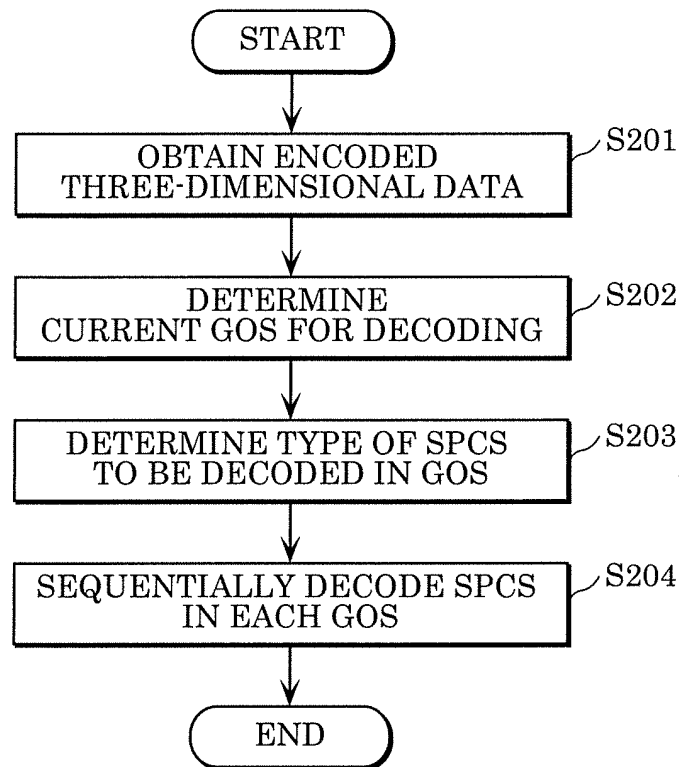 START
OBTAIN ENCODED
THREE-DIMENSIONAL DATA
S201
DETERMINE
CURRENT GOS FOR DECODING
S202
DETERMINE TYPE OF SPCS
TO BE DECODED IN GOS
S203
SEQUENTIALLY DECODE SPCS
IN EACH GOS
S204
END